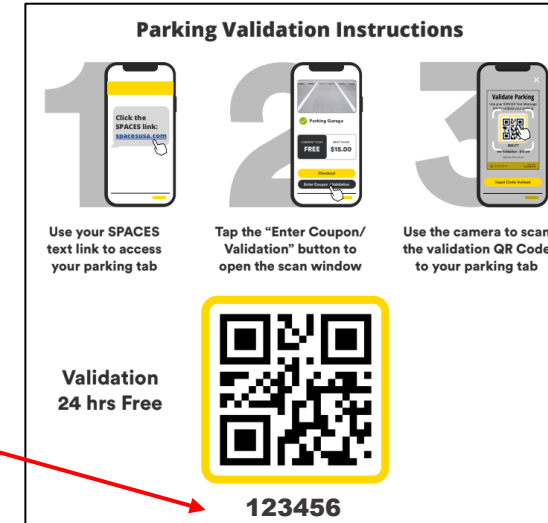 Parking Validation Instructions
Click the
SPACES link:
spacesusa.com
Parking Garage
FREE
$15.00
Checkout
Enter Coupon / Validation
Validate Parking
Input Code Instead
Use your SPACES
text link to access
your parking tab
Tap the “Enter Coupon/
Validation” button to
open the scan window
Use the camera to scan
the validation QR Code
to your parking tab
1
2
3
Validation
24 hrs Free
123456